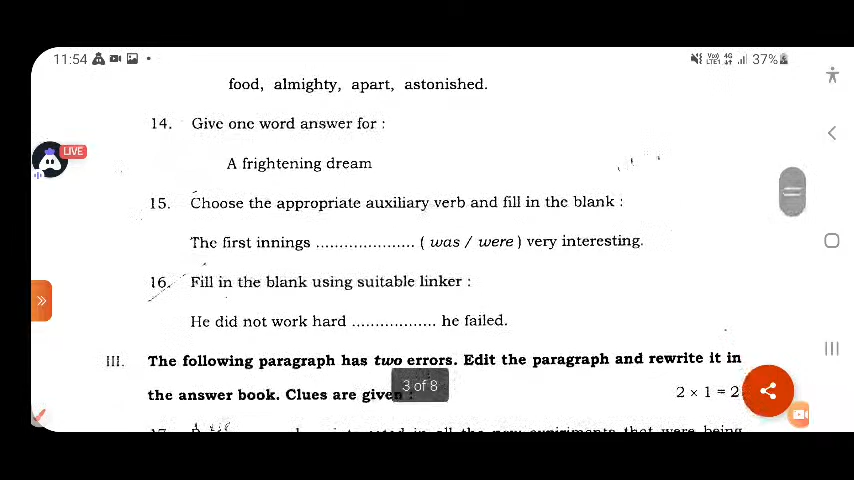 11:54 37%
food, almighty, apart, astonished.
14. Give one word answer for :
LIVE
A frightening dream
15. Choose the appropriate auxiliary verb and fill in the blank :
The first innings ..................... ( was / were ) very interesting.
16. Fill in the blank using suitable linker :
He did not work hard ................. he failed.
III. The following paragraph has two errors. Edit the paragraph and rewrite it in
the answer book. Clues are given
3 of 8
2 × 1 = 2